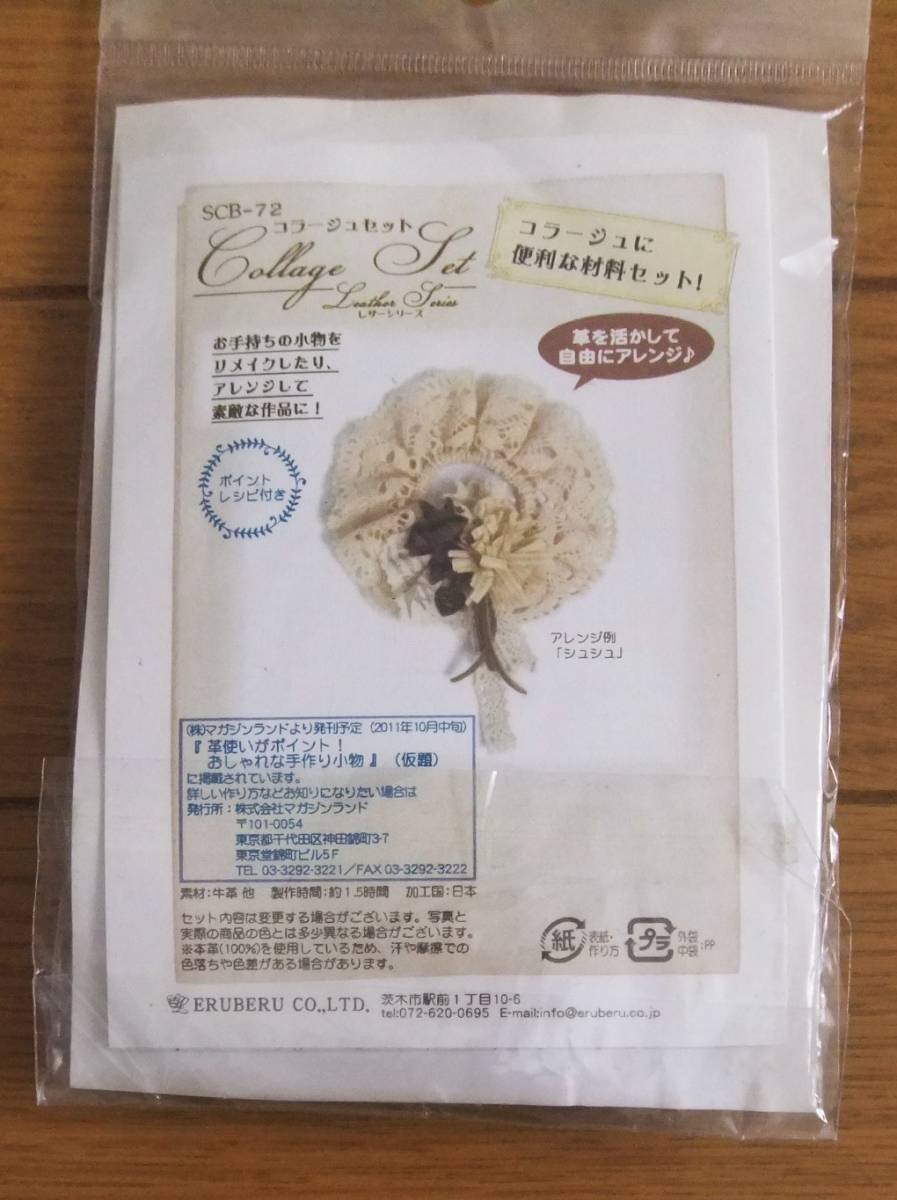 SCB-72
コラージュセット
Collage Set
Leather Series
レザーシリーズ
コラージュに
便利な材料セット!
革を活かして
自由にアレンジ♪
お手持ちの小物を
リメイクしたり、
アレンジして
素敵な作品に!
ポイント
レシピ付き
アレンジ例
「シュシュ」
(株)マガジンランドより発刊予定（2011年10月中旬）
『革使いがポイント！
おしゃれな手作り小物』（仮題）
に掲載されています。
詳しい作り方などお知りになりたい場合は
発行所：株式会社マガジンランド
〒101-0054
東京都千代田区神田錦町3-7
東京堂錦町ビル5F
TEL 03-3292-3221／FAX 03-3292-3222
素材:牛革 他　製作時間:約1.5時間　加工国:日本
セット内容は変更する場合がございます。写真と
実際の商品の色とは多少異なる場合がございます。
※本革(100%)を使用しているため、汗や摩擦での
色落ちや色差がある場合があります。
紙
表紙・
作り方
プラ
外袋
中袋 :PP
ERUBERU CO.,LTD.
茨木市駅前1丁目10-6
tel:072-620-0695 E-mail:info@eruberu.co.jp